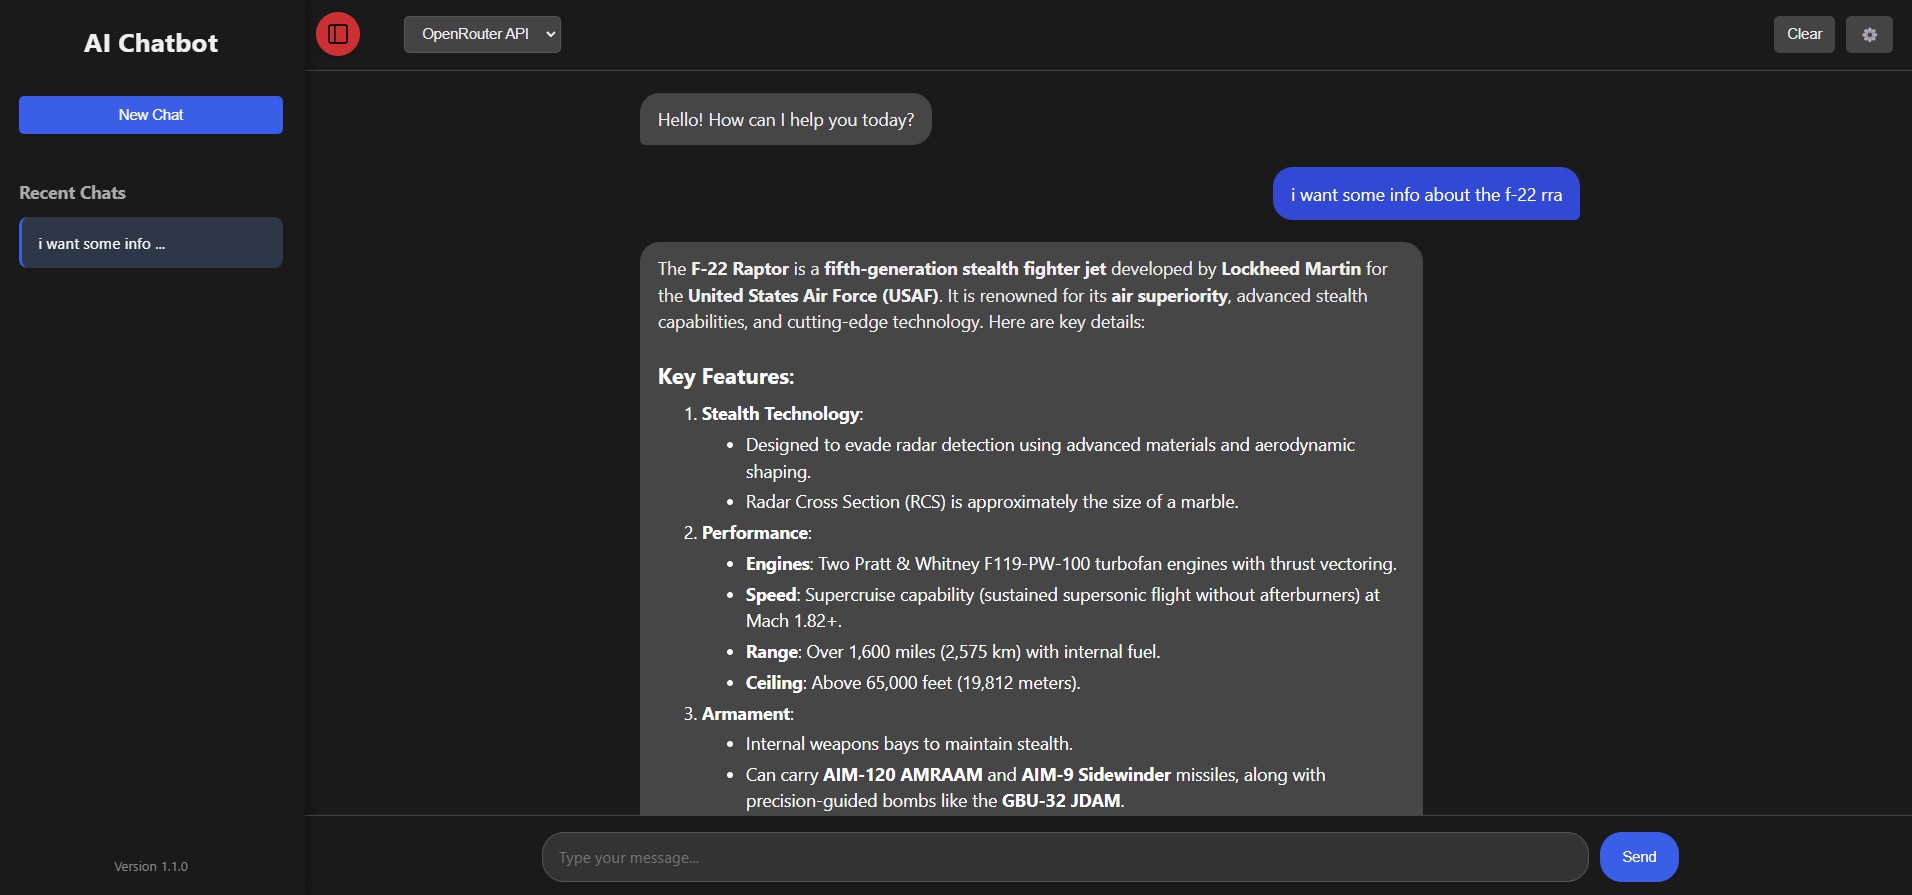 AI Chatbot
New Chat
Recent Chats
i want some info ...
Version 1.1.0
OpenRouter API
Clear
Hello! How can I help you today?
i want some info about the f-22 rra
The F-22 Raptor is a fifth-generation stealth fighter jet developed by Lockheed Martin for
the United States Air Force (USAF). It is renowned for its air superiority, advanced stealth
capabilities, and cutting-edge technology. Here are key details:
Key Features:
1. Stealth Technology:
• Designed to evade radar detection using advanced materials and aerodynamic
shaping.
• Radar Cross Section (RCS) is approximately the size of a marble.
2. Performance:
• Engines: Two Pratt & Whitney F119-PW-100 turbofan engines with thrust vectoring.
• Speed: Supercruise capability (sustained supersonic flight without afterburners) at
Mach 1.82+.
• Range: Over 1,600 miles (2,575 km) with internal fuel.
• Ceiling: Above 65,000 feet (19,812 meters).
3. Armament:
• Internal weapons bays to maintain stealth.
• Can carry AIM-120 AMRAAM and AIM-9 Sidewinder missiles, along with
precision-guided bombs like the GBU-32 JDAM.
Type your message...
Send